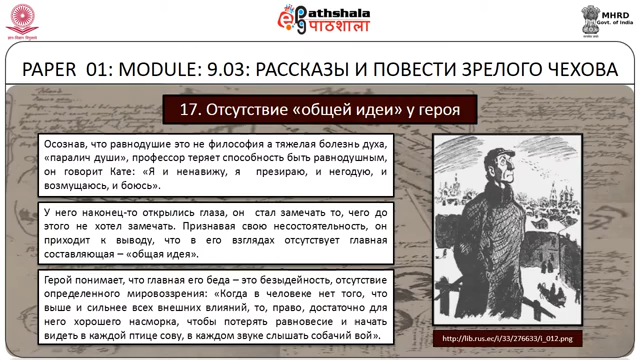 ePathshala
पाठशाला
MHRD
Govt. of India
PAPER 01: MODULE: 9.03: РАССКАЗЫ И ПОВЕСТИ ЗРЕЛОГО ЧЕХОВА
17. Отсутствие «общей идеи» у героя
Осознав, что равнодушие это не философия а тяжелая болезнь духа,
«паралич души», профессор теряет способность быть равнодушным,
он говорит Кате: «Я и ненавижу, я презираю, и негодую, и
возмущаюсь, и боюсь».
У него наконец-то открылись глаза, он стал замечать то, чего до
этого не хотел замечать. Признавая свою несостоятельность, он
приходит к выводу, что в его взглядах отсутствует главная
составляющая – «общая идея».
Герой понимает, что главная его беда – это безыдейность, отсутствие
определенного мировоззрения: «Когда в человеке нет того, что
выше и сильнее всех внешних влияний, то, право, достаточно для
него хорошего насморка, чтобы потерять равновесие и начать
видеть в каждой птице сову, в каждом звуке слышать собачий вой».
http://lib.rus.ec/i/33/276633/i_012.png